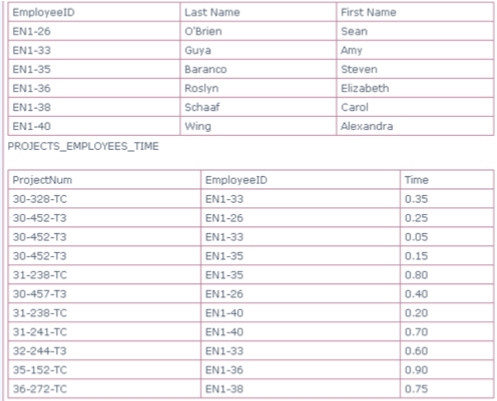 EmployeeID Last Name First Name
EN1-26 O'Brien Sean
EN1-33 Guya Amy
EN1-35 Baranco Steven
EN1-36 Roslyn Elizabeth
EN1-38 Schaaf Carol
EN1-40 Wing Alexandra
PROJECTS_EMPLOYEES_TIME
ProjectNum EmployeeID Time
30-328-TC EN1-33 0.35
30-452-T3 EN1-26 0.25
30-452-T3 EN1-33 0.05
30-452-T3 EN1-35 0.15
31-238-TC EN1-35 0.80
30-457-T3 EN1-26 0.40
31-238-TC EN1-40 0.20
31-241-TC EN1-40 0.70
32-244-T3 EN1-33 0.60
35-152-TC EN1-36 0.90
36-272-TC EN1-38 0.75